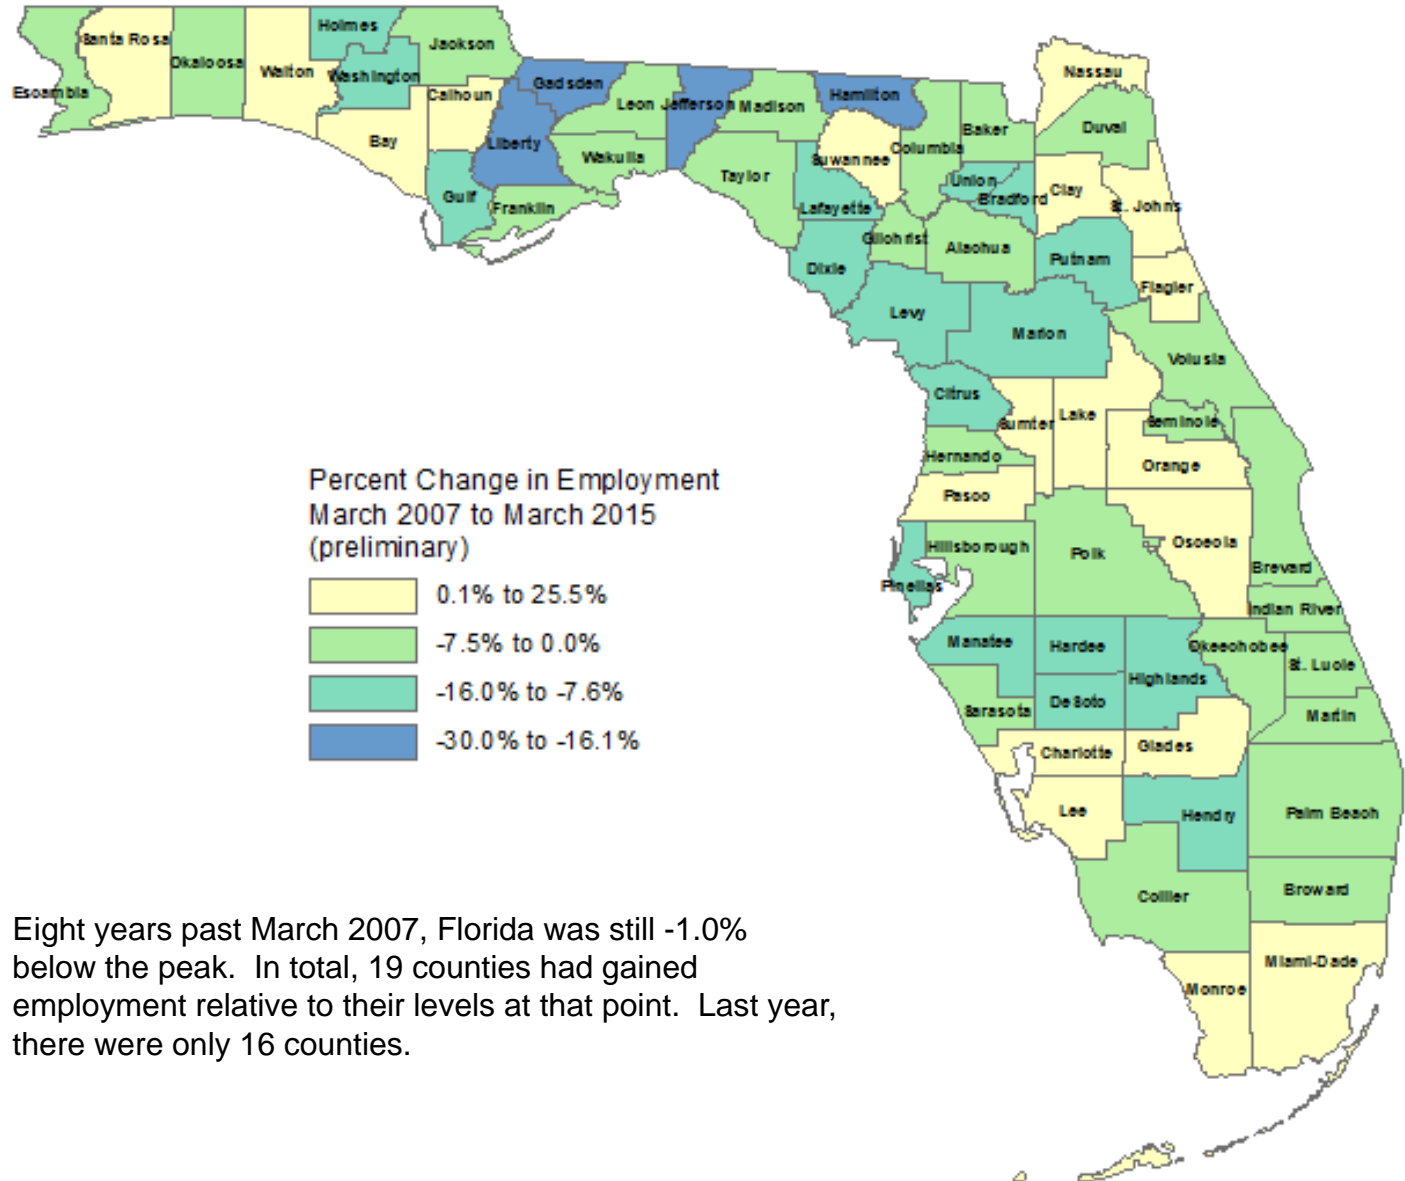 Holmes
Santa Rosa
Okaloosa
Walton
Washington
Jackson
Escambia
Calhoun
Bay
Gulf
Liberty
Gadsden
Franklin
Leon
Wakulla
Jefferson
Madison
Taylor
Hamilton
Suwannee
Lafayette
Columbia
Baker
Nassau
Duval
Union
Bradford
Clay
St. Johns
Gilchrist
Alachua
Putnam
Dixie
Flagler
Levy
Marion
Volusia
Citrus
Sumter
Lake
Seminole
Hernando
Orange
Pasco
Hillsborough
Polk
Osceola
Brevard
Pinellas
Indian River
Manatee
Hardee
Okeechobee
St. Lucie
Highlands
DeSoto
Sarasota
Martin
Charlotte
Glades
Lee
Hendry
Palm Beach
Collier
Broward
Monroe
Miami-Dade
Percent Change in Employment
March 2007 to March 2015
(preliminary)
0.1% to 25.5%
-7.5% to 0.0%
-16.0% to -7.6%
-30.0% to -16.1%
Eight years past March 2007, Florida was still -1.0%
below the peak.  In total, 19 counties had gained
employment relative to their levels at that point.  Last year,
there were only 16 counties.